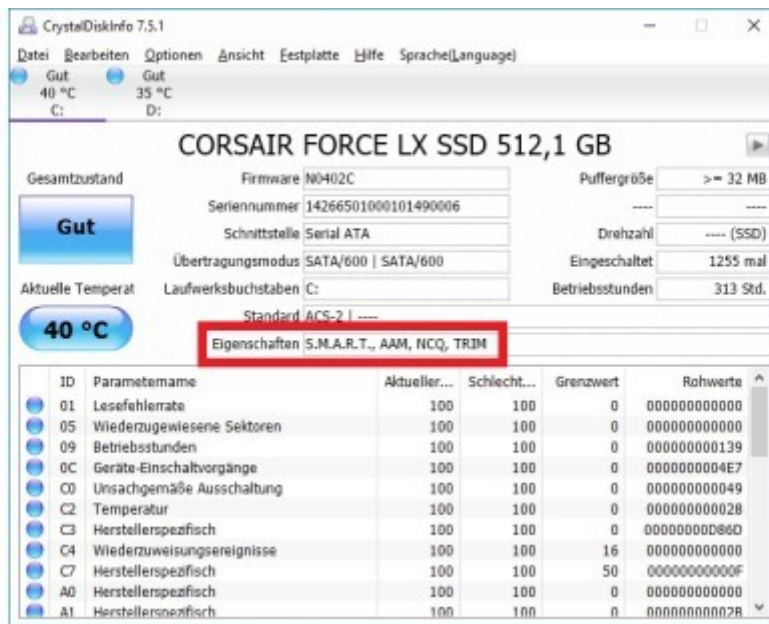 CrystalDiskInfo 7.5.1
Datei Bearbeiten Optionen Ansicht Festplatte Hilfe Sprache(Language)
Gut Gut
40 °C 35 °C
C: D:
CORSAIR FORCE LX SSD 512,1 GB
Gesamtzustand Firmware N0402C Puffergröße >= 32 MB
Seriennummer 14266501000101490006 ---- ----
Gut Schnittstelle Serial ATA Drehzahl ---- (SSD)
Übertragungsmodus SATA/600 | SATA/600 Eingeschaltet 1255 mal
Aktuelle Temperat Laufwerksbuchstaben C: Betriebsstunden 313 Std.
40 °C Standard ACS-2 | ----
Eigenschaften S.M.A.R.T., AAM, NCQ, TRIM
ID Parametername Aktueller... Schlecht... Grenzwert Rohwerte
01 Lesefehlerrate 100 100 0 000000000000
05 Wiederzugewiesene Sektoren 100 100 0 000000000000
09 Betriebsstunden 100 100 0 000000000139
0C Geräte-Einschaltvorgänge 100 100 0 0000000004E7
C0 Unsachgemäße Ausschaltung 100 100 0 000000000049
C2 Temperatur 100 100 0 000000000028
C3 Herstellerspezifisch 100 100 0 00000000D86D
C4 Wiederzuweisungsereignisse 100 100 16 000000000000
C7 Herstellerspezifisch 100 100 50 00000000000F
A0 Herstellerspezifisch 100 100 0 000000000000
A1 Herstellerspezifisch 100 100 0 00000000002B